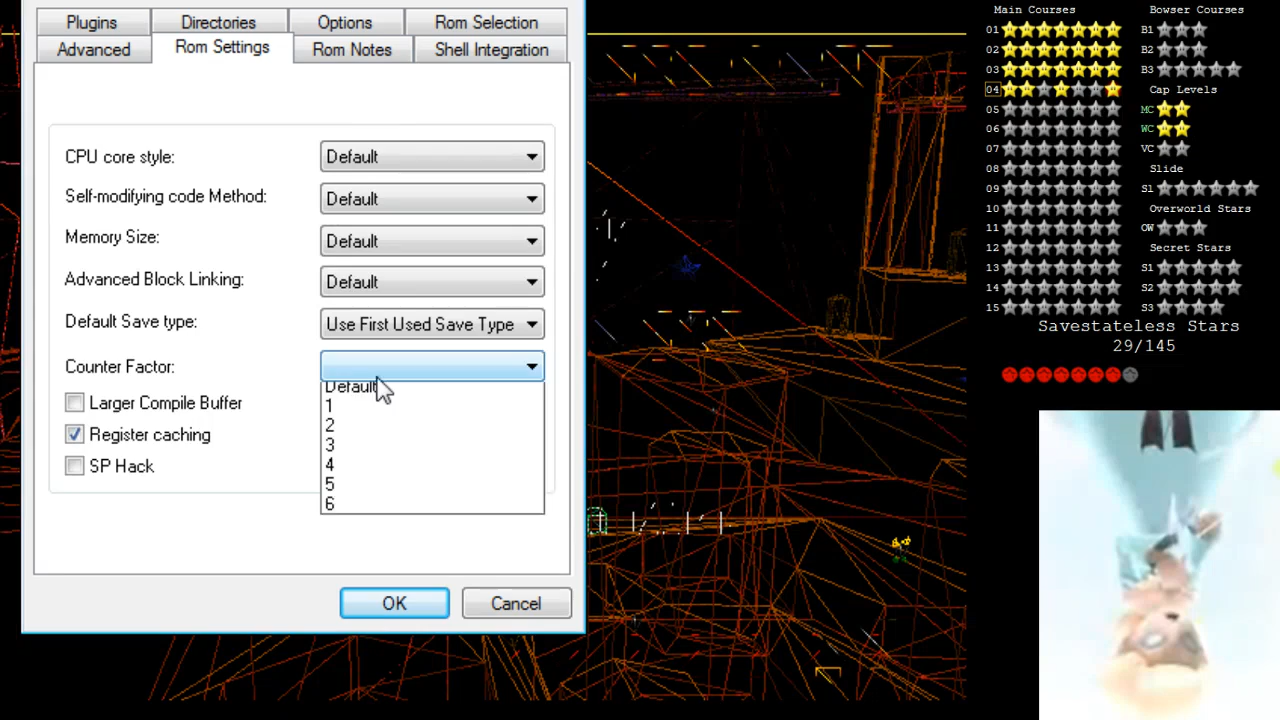 Plugins
Directories
Options
Rom Selection
Advanced
Rom Settings
Rom Notes
Shell Integration
CPU core style:
Default
Self-modifying code Method:
Default
Memory Size:
Default
Advanced Block Linking:
Default
Default Save type:
Use First Used Save Type
Counter Factor:
Default
1
2
3
4
5
6
Larger Compile Buffer
Register caching
SP Hack
OK
Cancel
Main Courses
01
02
03
04
05
06
07
08
09
10
11
12
13
14
15
Bowser Courses
B1
B2
B3
Cap Levels
MC
WC
VC
Slide
Sl
Overworld Stars
OW
Secret Stars
S1
S2
S3
Savestateless Stars
29/145